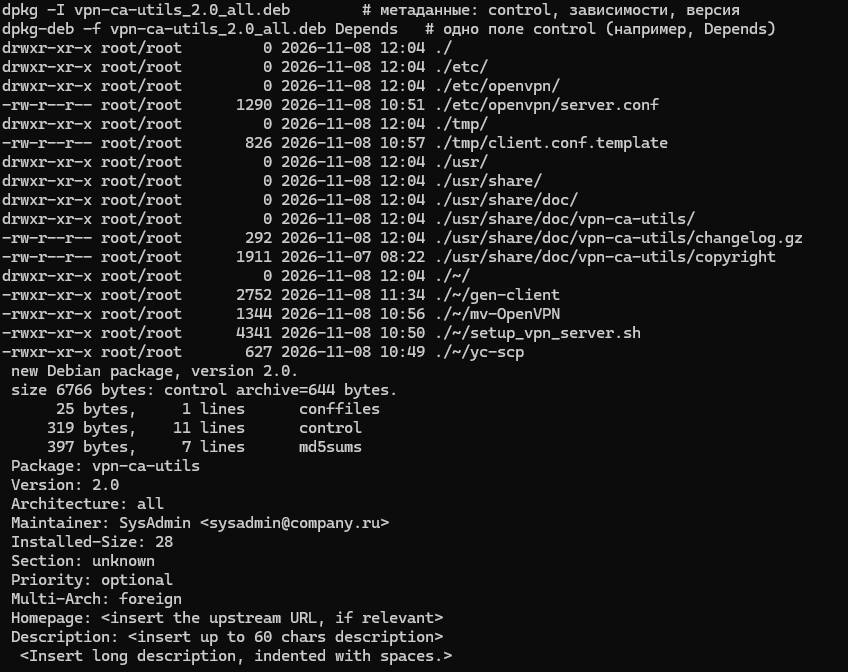 dpkg -I vpn-ca-utils_2.0_all.deb        # метаданные: control, зависимости, версия
dpkg-deb -f vpn-ca-utils_2.0_all.deb Depends   # одно поле control (например, Depends)
drwxr-xr-x root/root         0 2026-11-08 12:04 ./
drwxr-xr-x root/root         0 2026-11-08 12:04 ./etc/
drwxr-xr-x root/root         0 2026-11-08 12:04 ./etc/openvpn/
-rw-r--r-- root/root      1290 2026-11-08 10:51 ./etc/openvpn/server.conf
drwxr-xr-x root/root         0 2026-11-08 12:04 ./tmp/
-rw-r--r-- root/root       826 2026-11-08 10:57 ./tmp/client.conf.template
drwxr-xr-x root/root         0 2026-11-08 12:04 ./usr/
drwxr-xr-x root/root         0 2026-11-08 12:04 ./usr/share/
drwxr-xr-x root/root         0 2026-11-08 12:04 ./usr/share/doc/
drwxr-xr-x root/root         0 2026-11-08 12:04 ./usr/share/doc/vpn-ca-utils/
-rw-r--r-- root/root       292 2026-11-08 12:04 ./usr/share/doc/vpn-ca-utils/changelog.gz
-rw-r--r-- root/root      1911 2026-11-07 08:22 ./usr/share/doc/vpn-ca-utils/copyright
drwxr-xr-x root/root         0 2026-11-08 12:04 ./~/
-rwxr-xr-x root/root      2752 2026-11-08 11:34 ./~/gen-client
-rwxr-xr-x root/root      1344 2026-11-08 10:56 ./~/mv-OpenVPN
-rwxr-xr-x root/root      4341 2026-11-08 10:50 ./~/setup_vpn_server.sh
-rwxr-xr-x root/root       627 2026-11-08 10:49 ./~/yc-scp
 new Debian package, version 2.0.
 size 6766 bytes: control archive=644 bytes.
      25 bytes,     1 lines      conffiles
     319 bytes,    11 lines      control
     397 bytes,     7 lines      md5sums
 Package: vpn-ca-utils
 Version: 2.0
 Architecture: all
 Maintainer: SysAdmin <sysadmin@company.ru>
 Installed-Size: 28
 Section: unknown
 Priority: optional
 Multi-Arch: foreign
 Homepage: <insert the upstream URL, if relevant>
 Description: <insert up to 60 chars description>
  <Insert long description, indented with spaces.>